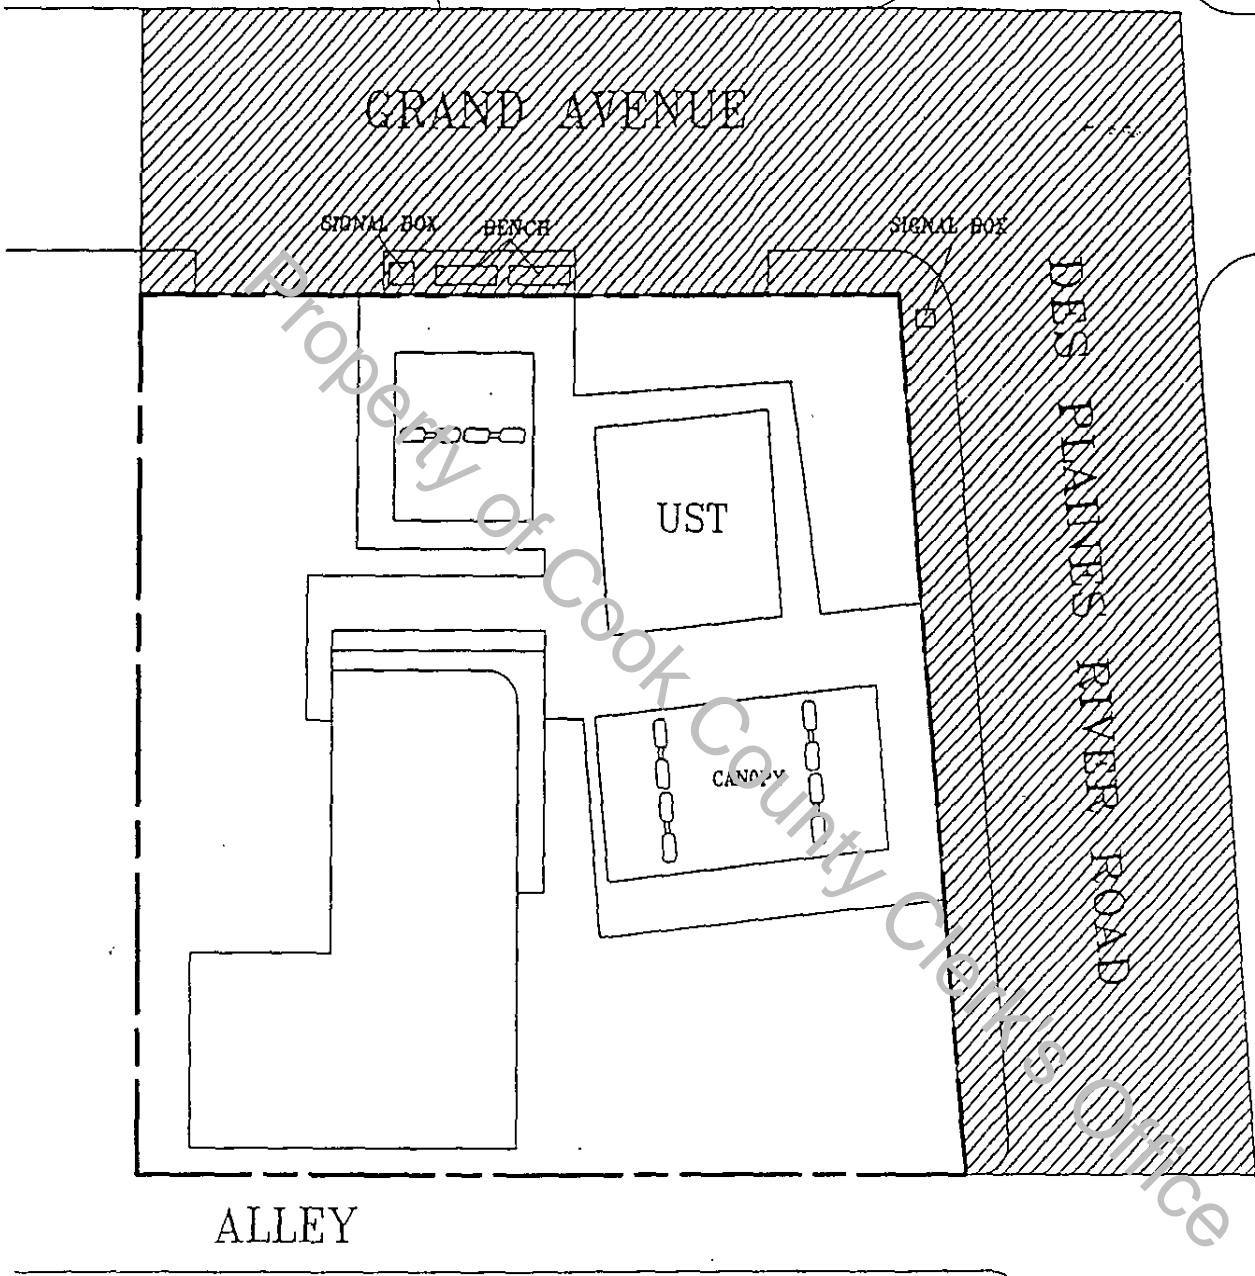 GRAND AVENUE
SIGNAL BOX
BENCH
SIGNAL BOX
DES PLAINES RIVER ROAD
UST
CANOPY
ALLEY
Property of Cook County Clerk's Office